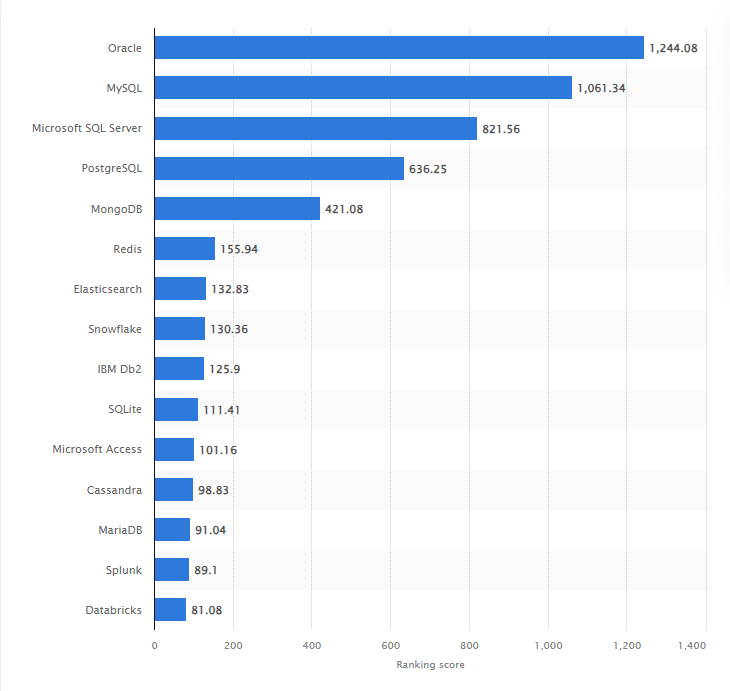 Oracle 1,244.08
MySQL 1,061.34
Microsoft SQL Server 821.56
PostgreSQL 636.25
MongoDB 421.08
Redis 155.94
Elasticsearch 132.83
Snowflake 130.36
IBM Db2 125.9
SQLite 111.41
Microsoft Access 101.16
Cassandra 98.83
MariaDB 91.04
Splunk 89.1
Databricks 81.08
0 200 400 600 800 1,000 1,200 1,400
Ranking score